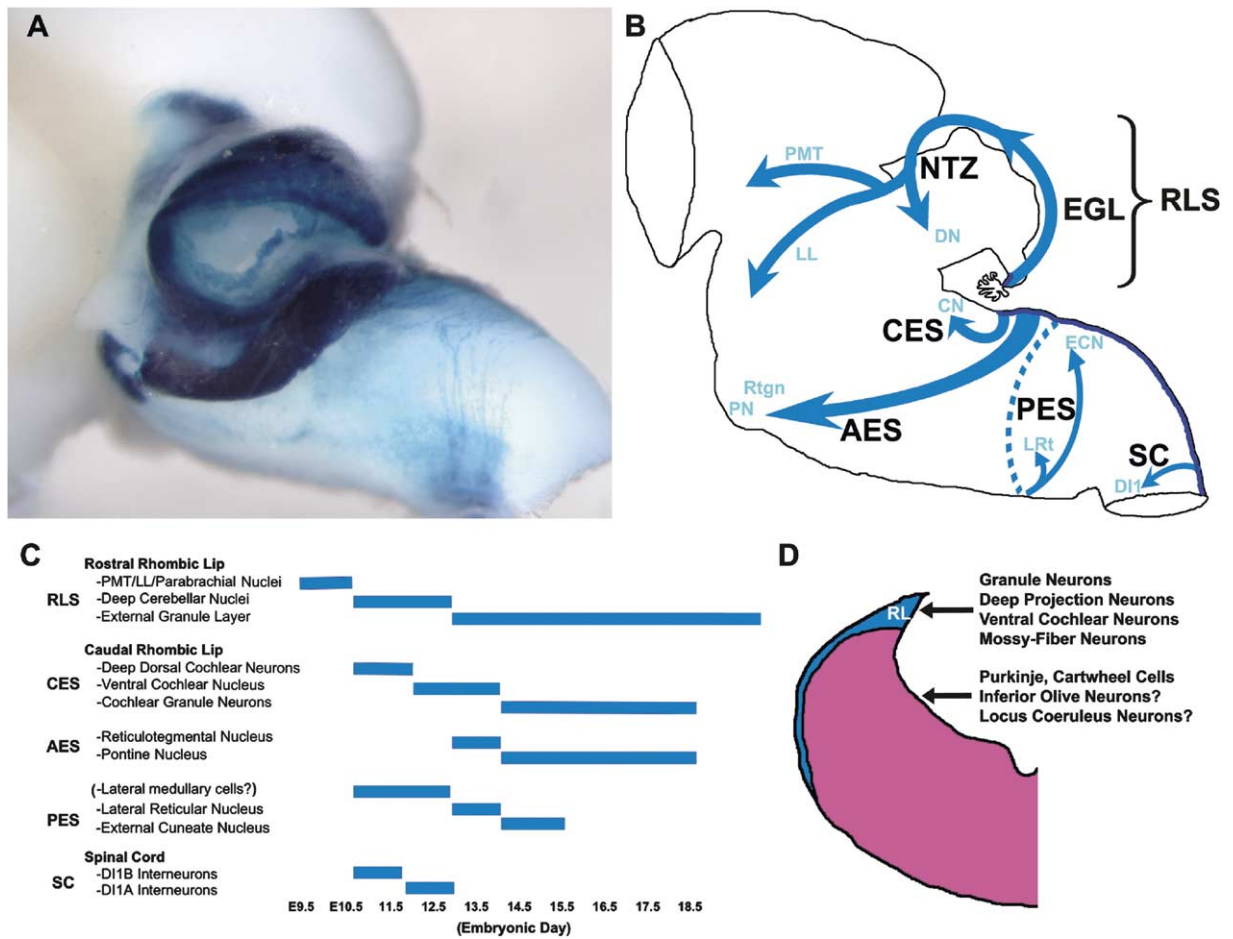 A
B
PMT
NTZ
EGL
RLS
DN
LL
CN
CES
ECN
Rtgn
PN
PES
AES
LRt
SC
DI1
C
Rostral Rhombic Lip
-PMT/LL/Parabrachial Nuclei
RLS
-Deep Cerebellar Nuclei
-External Granule Layer
Caudal Rhombic Lip
-Deep Dorsal Cochlear Neurons
CES
-Ventral Cochlear Nucleus
-Cochlear Granule Neurons
AES
-Reticulotegmental Nucleus
-Pontine Nucleus
(-Lateral medullary cells?)
PES
-Lateral Reticular Nucleus
-External Cuneate Nucleus
Spinal Cord
SC
-DI1B Interneurons
-DI1A Interneurons
E9.5 E10.5 11.5 12.5 13.5 14.5 15.5 16.5 17.5 18.5
(Embryonic Day)
D
RL
Granule Neurons
Deep Projection Neurons
Ventral Cochlear Neurons
Mossy-Fiber Neurons
Purkinje, Cartwheel Cells
Inferior Olive Neurons?
Locus Coeruleus Neurons?